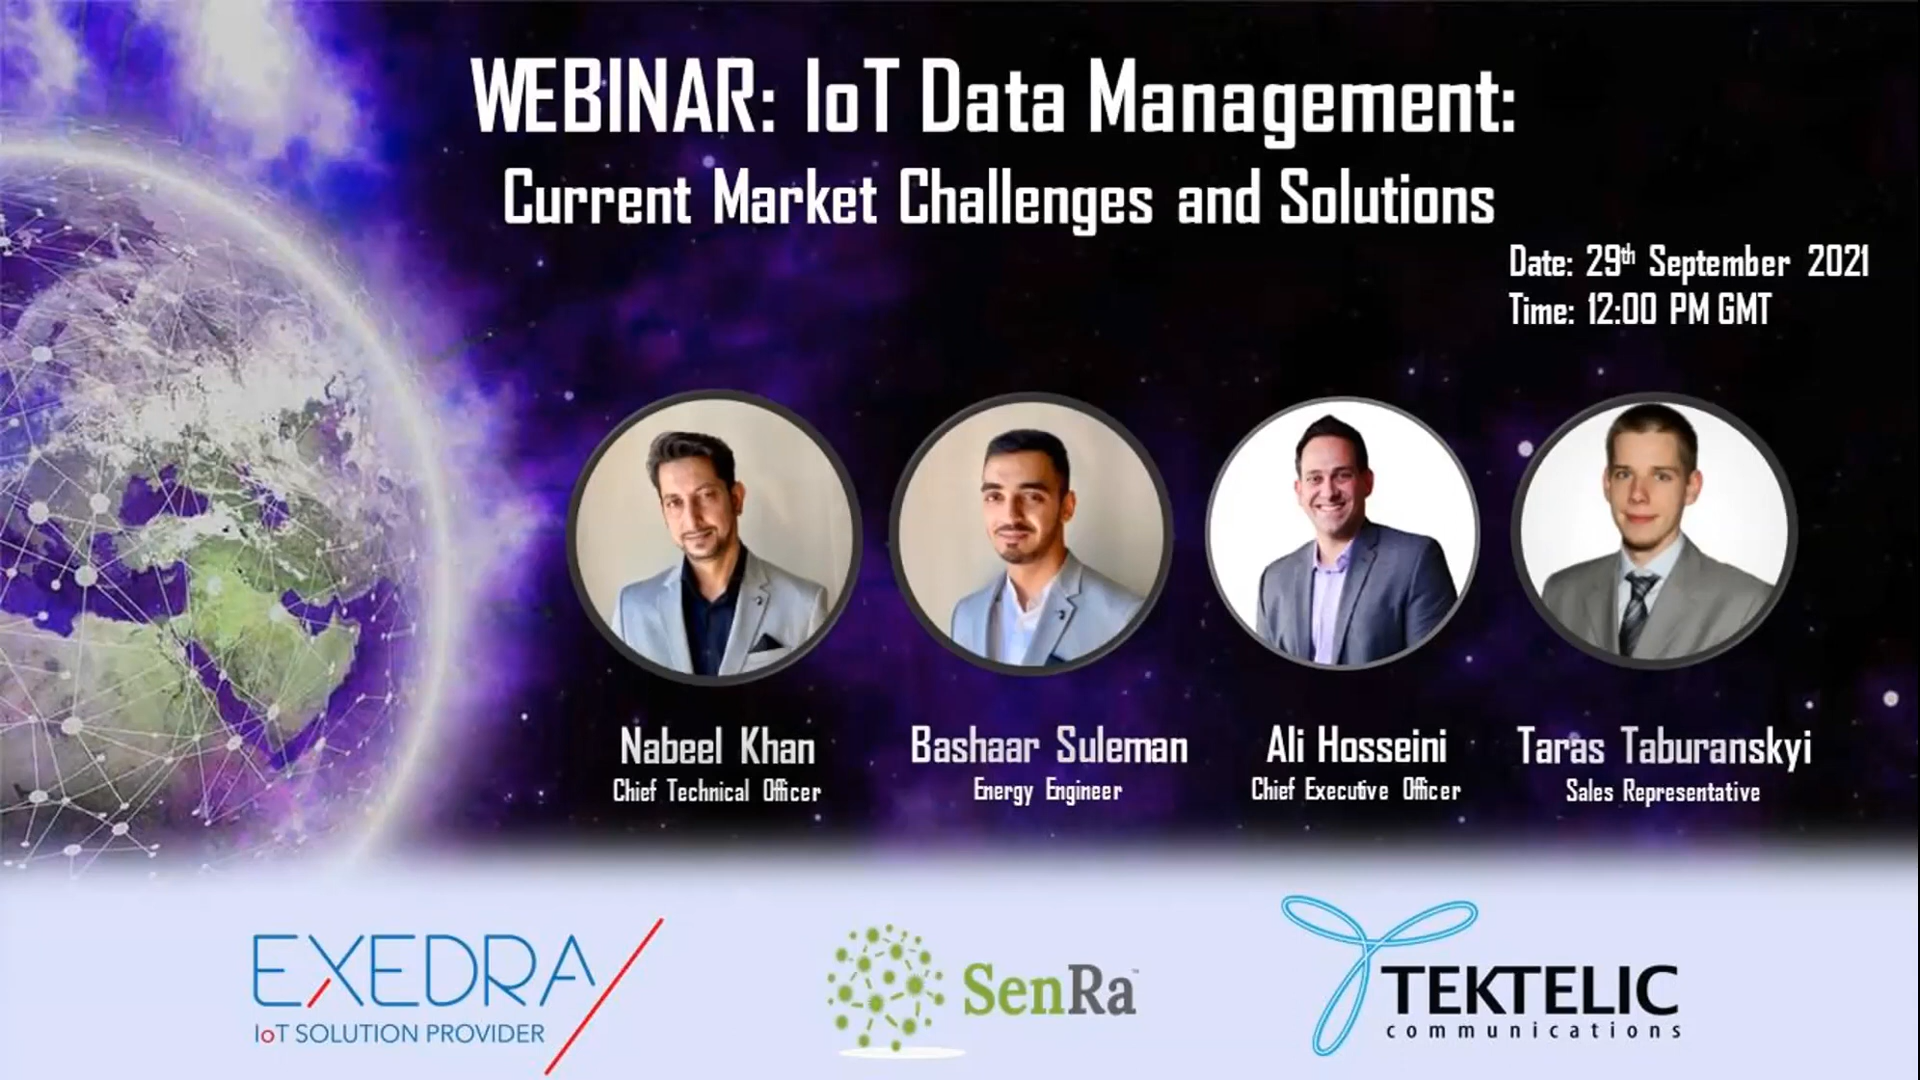 WEBINAR: IoT Data Management:
Current Market Challenges and Solutions
Date: 29th September 2021
Time: 12:00 PM GMT
Nabeel Khan
Chief Technical Officer
Bashaar Suleman
Energy Engineer
Ali Hosseini
Chief Executive Officer
Taras Taburanskyi
Sales Representative
EXEDRA
IoT SOLUTION PROVIDER
SenRa™
TEKTELIC
communications